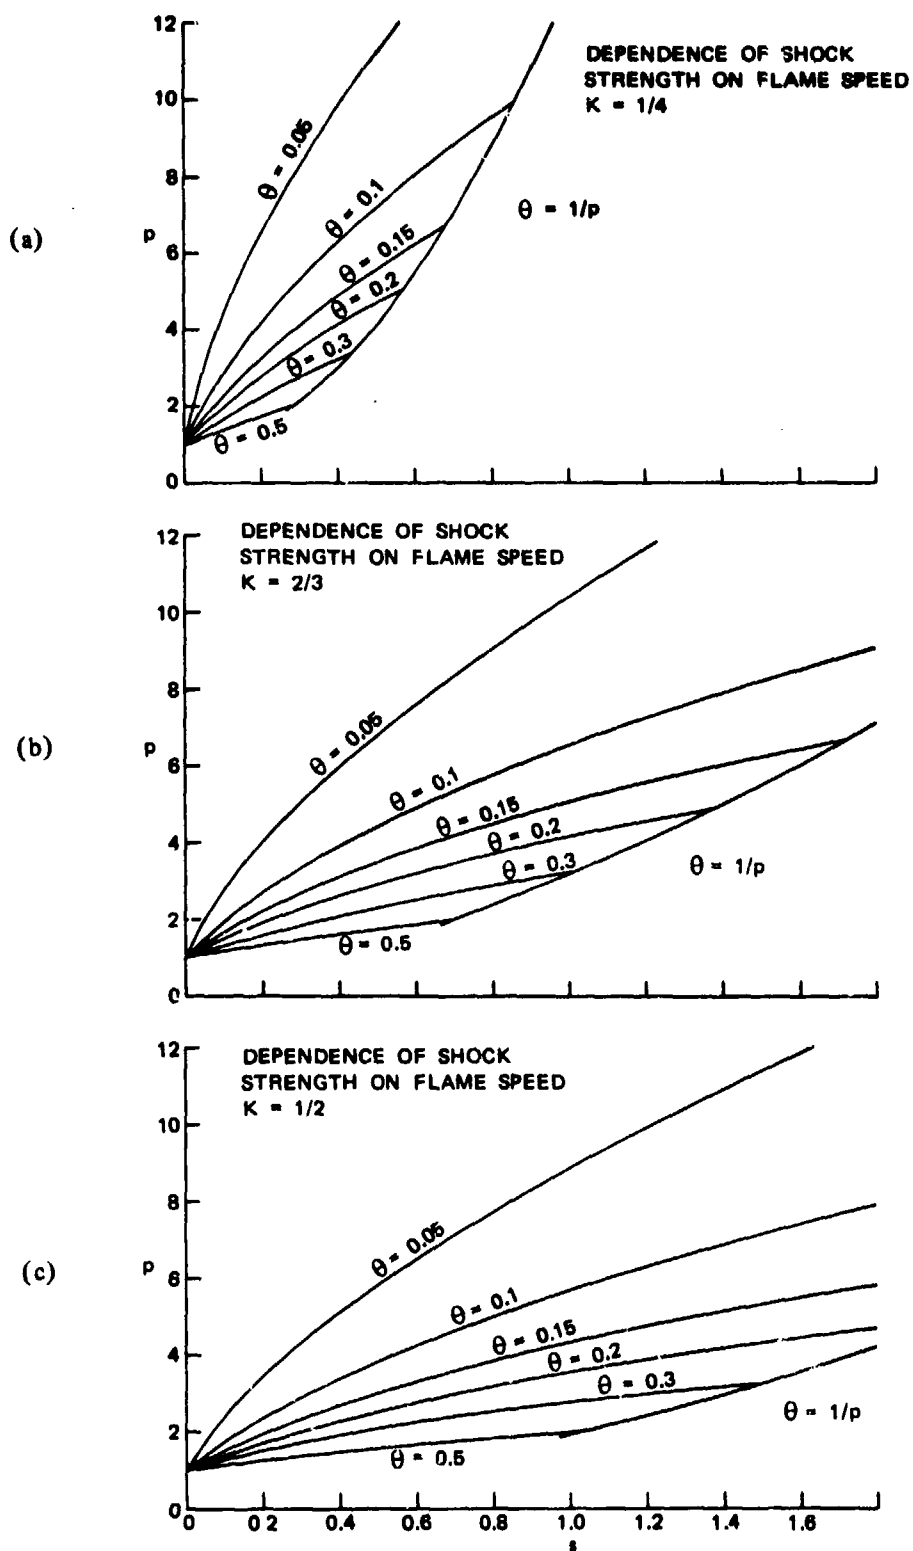 (a)
DEPENDENCE OF SHOCK
STRENGTH ON FLAME SPEED
K = 1/4
12
10
8
6
4
2
0
p
θ = 0.05
θ = 0.1
θ = 0.15
θ = 0.2
θ = 0.3
θ = 0.5
θ = 1/p
(b)
DEPENDENCE OF SHOCK
STRENGTH ON FLAME SPEED
K = 2/3
12
10
8
6
4
2
0
p
θ = 0.05
θ = 0.1
θ = 0.15
θ = 0.2
θ = 0.3
θ = 0.5
θ = 1/p
(c)
DEPENDENCE OF SHOCK
STRENGTH ON FLAME SPEED
K = 1/2
12
10
8
6
4
2
0
p
θ = 0.05
θ = 0.1
θ = 0.15
θ = 0.2
θ = 0.3
θ = 0.5
θ = 1/p
0 2 0.4 0.6 0.8 1.0 1.2 1.4 1.6
s